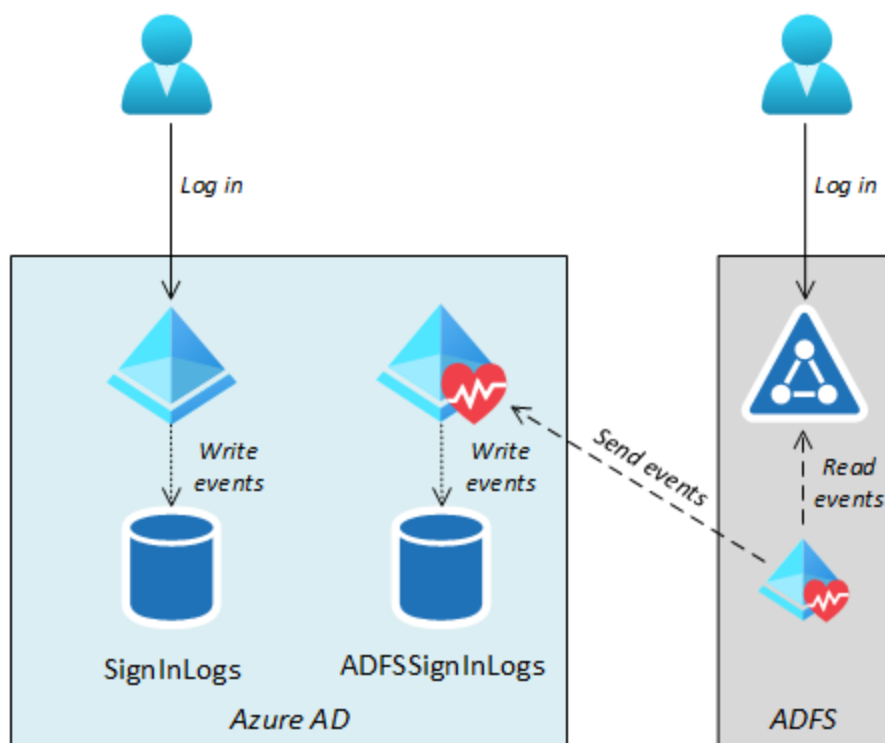 Log in
Log in
Write
events
Write
events
Send events
Read
events
SignInLogs
ADFSSignInLogs
Azure AD
ADFS